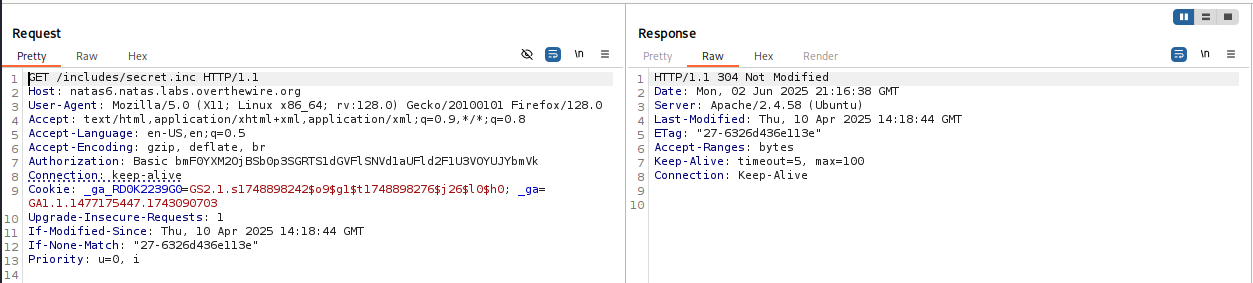 Request
Pretty Raw Hex
\n
1 GET /includes/secret.inc HTTP/1.1
2 Host: natas6.natas.labs.overthewire.org
3 User-Agent: Mozilla/5.0 (X11; Linux x86_64; rv:128.0) Gecko/20100101 Firefox/128.0
4 Accept: text/html,application/xhtml+xml,application/xml;q=0.9,*/*;q=0.8
5 Accept-Language: en-US,en;q=0.5
6 Accept-Encoding: gzip, deflate, br
7 Authorization: Basic bmF0YXM2OjBSb0p3SGRTS1dGVFlSNVd1aUFld2F1U3VOYUJYbmVk
8 Connection: keep-alive
9 Cookie: _ga_RD0K2239G0=GS2.1.s1748898242$o9$g1$t1748898276$j26$l0$h0; _ga=
GA1.1.1477175447.1743090703
10 Upgrade-Insecure-Requests: 1
11 If-Modified-Since: Thu, 10 Apr 2025 14:18:44 GMT
12 If-None-Match: "27-6326d436e113e"
13 Priority: u=0, i
14
Response
Pretty Raw Hex Render
\n
1 HTTP/1.1 304 Not Modified
2 Date: Mon, 02 Jun 2025 21:16:38 GMT
3 Server: Apache/2.4.58 (Ubuntu)
4 Last-Modified: Thu, 10 Apr 2025 14:18:44 GMT
5 ETag: "27-6326d436e113e"
6 Accept-Ranges: bytes
7 Keep-Alive: timeout=5, max=100
8 Connection: Keep-Alive
9
10